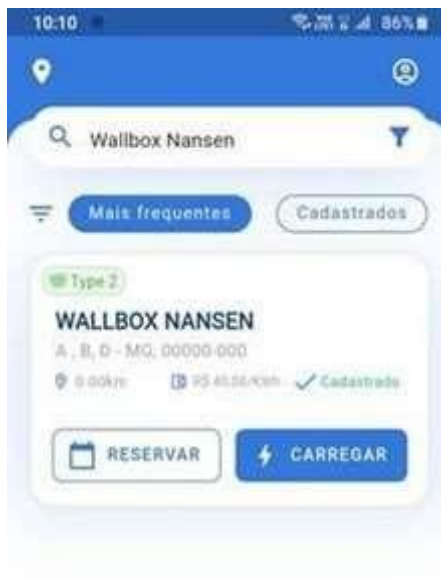 10:10 86%
Wallbox Nansen
Mais frequentes Cadastrados
Type 2
WALLBOX NANSEN
A , B, D - MG, 00000-000
0.00km Cadastrado
RESERVAR CARREGAR